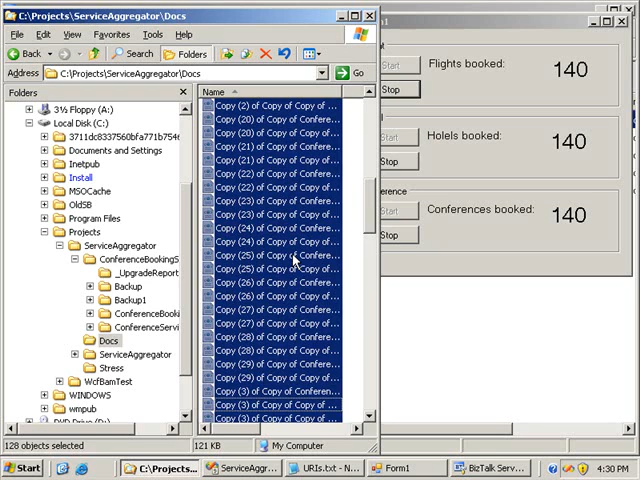 C:\Projects\ServiceAggregator\Docs
File Edit View Favorites Tools Help
Back Search Folders
Address C:\Projects\ServiceAggregator\Docs Go
Folders
3½ Floppy (A:)
Local Disk (C:)
3711dc8337560bfa771b7546
Documents and Settings
Inetpub
Install
MSOCache
OldSB
Program Files
Projects
ServiceAggregator
ConferenceBookingS
_UpgradeReport
Backup
Backup1
ConferenceBooki
ConferenceServi
Docs
ServiceAggregator
Stress
WcfBamTest
WINDOWS
wmpub
DVD Drive (D:)
Name
Copy (2) of Copy of Copy of ...
Copy (20) of Copy of Confere...
Copy (20) of Copy of Copy of...
Copy (21) of Copy of Confere...
Copy (21) of Copy of Copy of...
Copy (22) of Copy of Confere...
Copy (22) of Copy of Copy of...
Copy (23) of Copy of Confere...
Copy (23) of Copy of Copy of...
Copy (24) of Copy of Confere...
Copy (24) of Copy of Copy of...
Copy (25) of Copy of Confere...
Copy (25) of Copy of Copy of...
Copy (26) of Copy of Confere...
Copy (26) of Copy of Copy of...
Copy (27) of Copy of Confere...
Copy (27) of Copy of Copy of...
Copy (28) of Copy of Confere...
Copy (28) of Copy of Copy of...
Copy (29) of Copy of Confere...
Copy (3) of Copy of Conferen...
Copy (3) of Copy of Copy of ...
Copy (3) of Copy of Copy of ...
128 objects selected 121 KB My Computer
Start
Stop
Flights booked: 140
Stop
Holels booked: 140
Start
Stop
Conferences booked: 140
Start C:\Projects... ServiceAggr... URIs.txt - N... Form1 BizTalk Serv... 4:30 PM